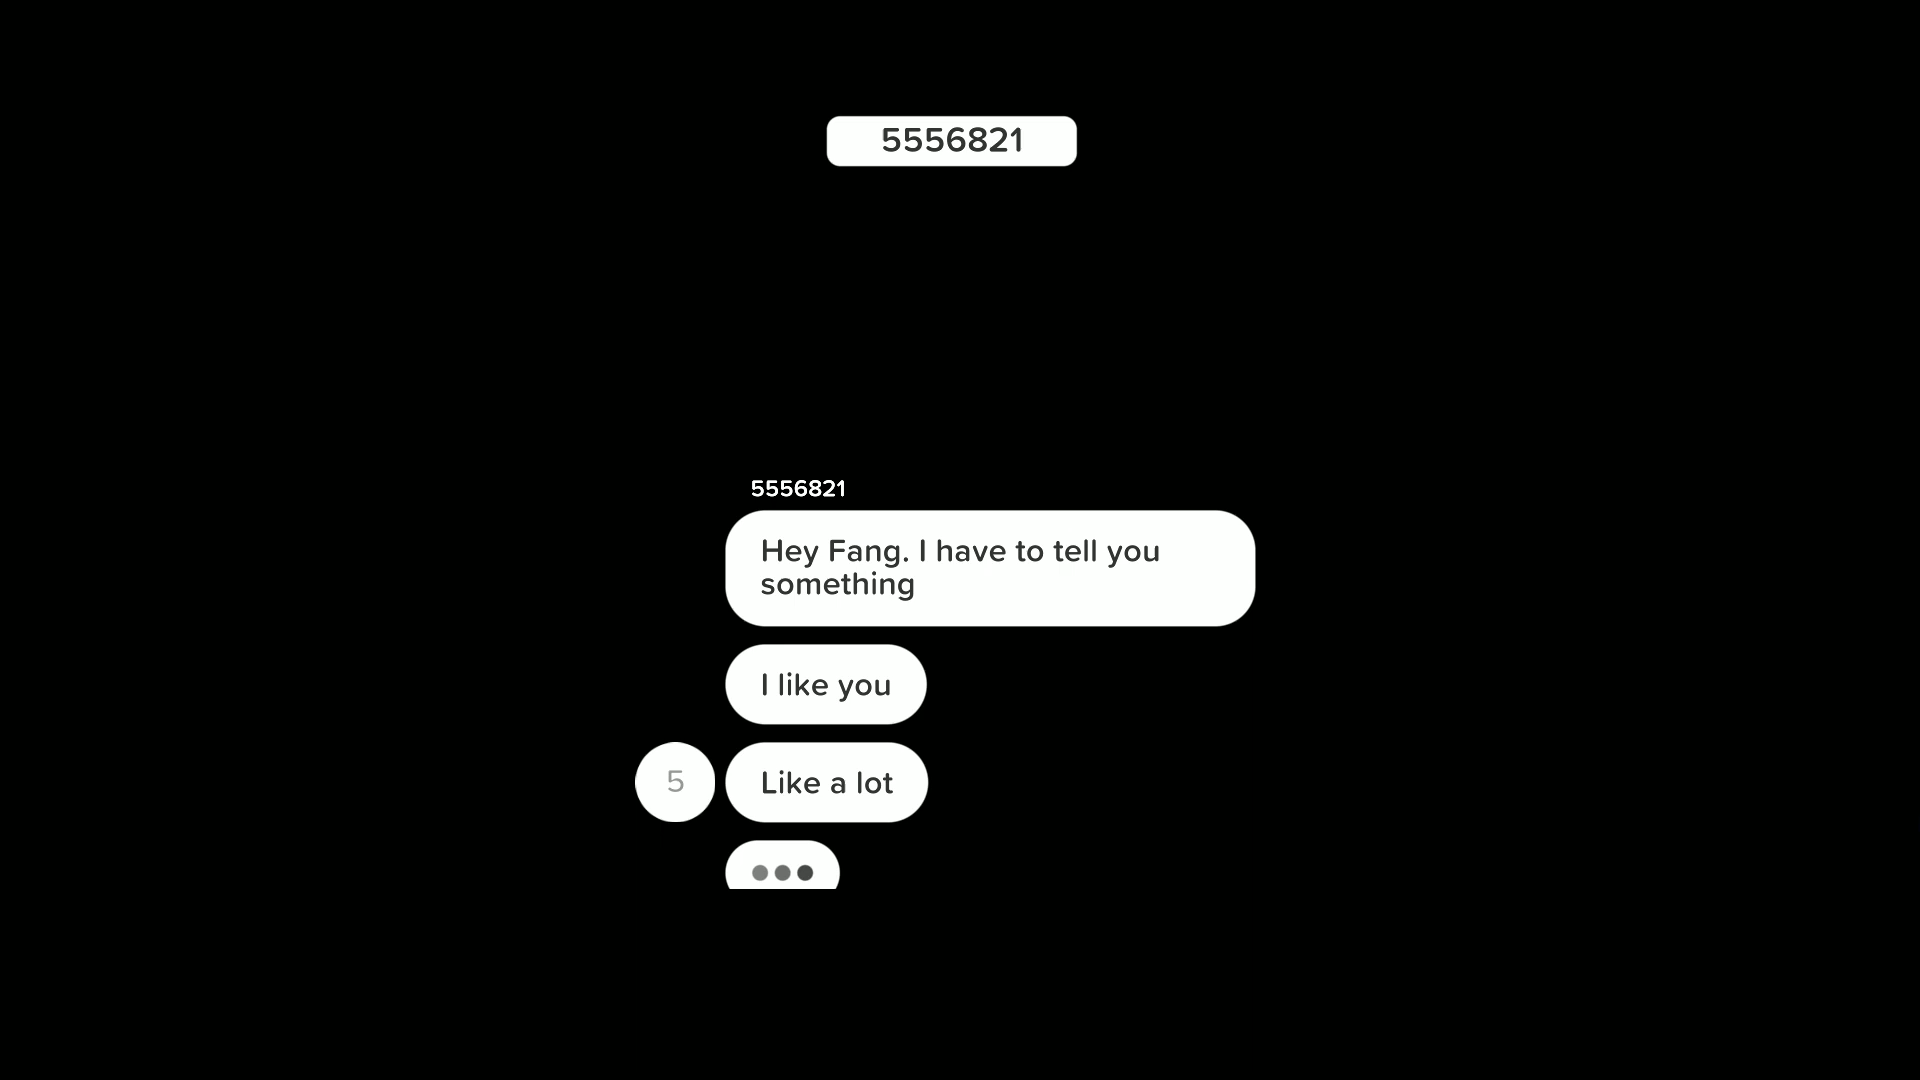 5556821
5556821
Hey Fang. I have to tell you
something
I like you
5
Like a lot